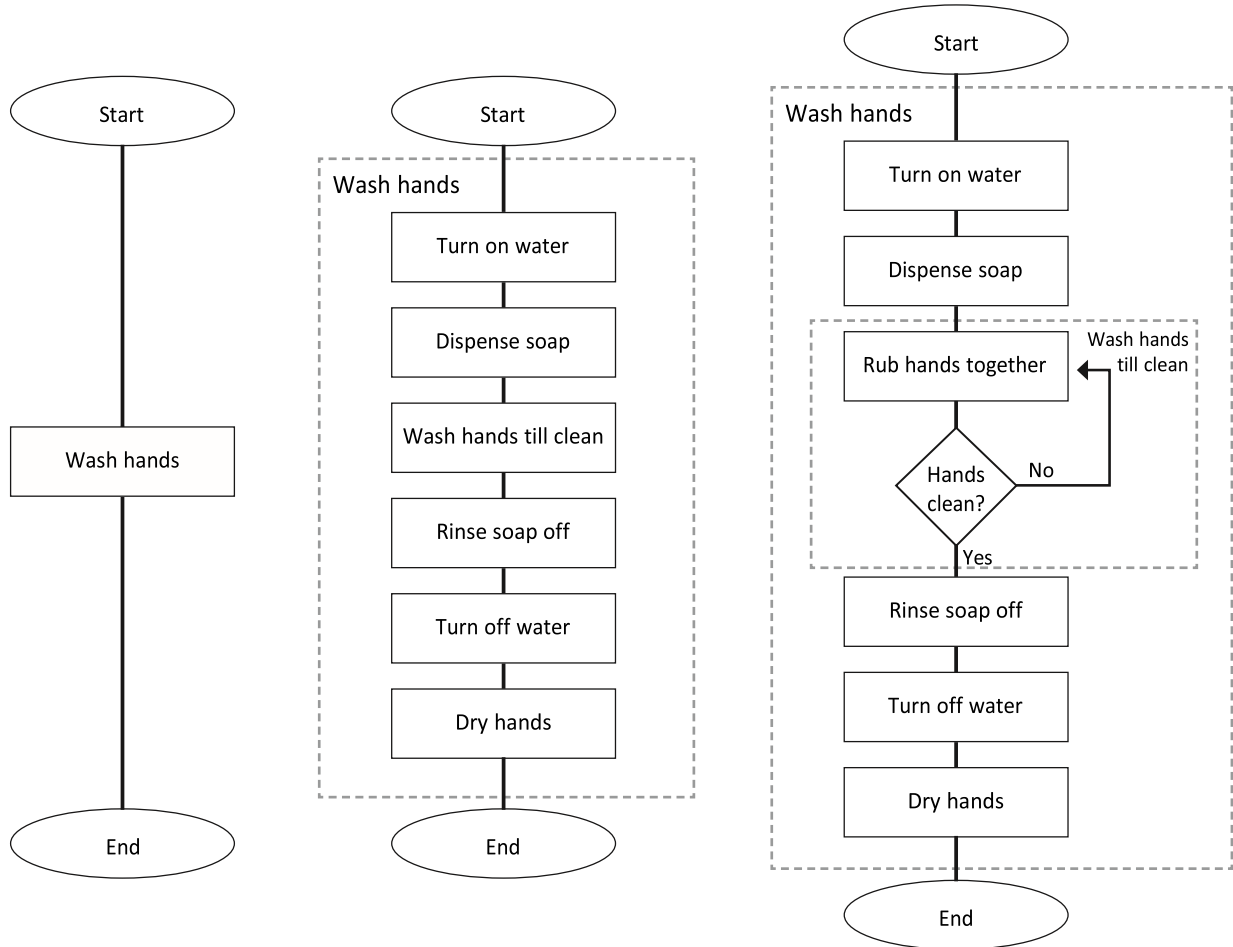 Start
Wash hands
End
Start
Wash hands
Turn on water
Dispense soap
Wash hands till clean
Rinse soap off
Turn off water
Dry hands
End
Start
Wash hands
Turn on water
Dispense soap
Wash hands
till clean
Rub hands together
Hands
clean?
No
Yes
Rinse soap off
Turn off water
Dry hands
End